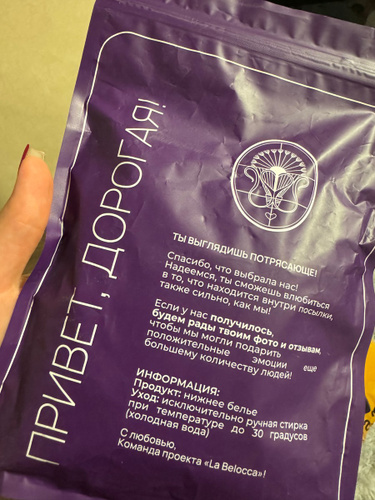 ПРИВЕТ, ДОРОГАЯ!
ТЫ ВЫГЛЯДИШЬ ПОТРЯСАЮЩЕ!
Спасибо, что выбрала нас!
Надеемся, ты сможешь влюбиться
в то, что находится внутри посылки,
также сильно, как мы!
Если у нас получилось,
будем рады твоим фото и отзывам,
чтобы мы могли подарить
положительные эмоции ещё
большему количеству людей!
ИНФОРМАЦИЯ:
Продукт: нижнее белье
Уход: исключительно ручная стирка
при температуре до 30 градусов
(холодная вода)
С любовью,
Команда проекта «La Belocca»!